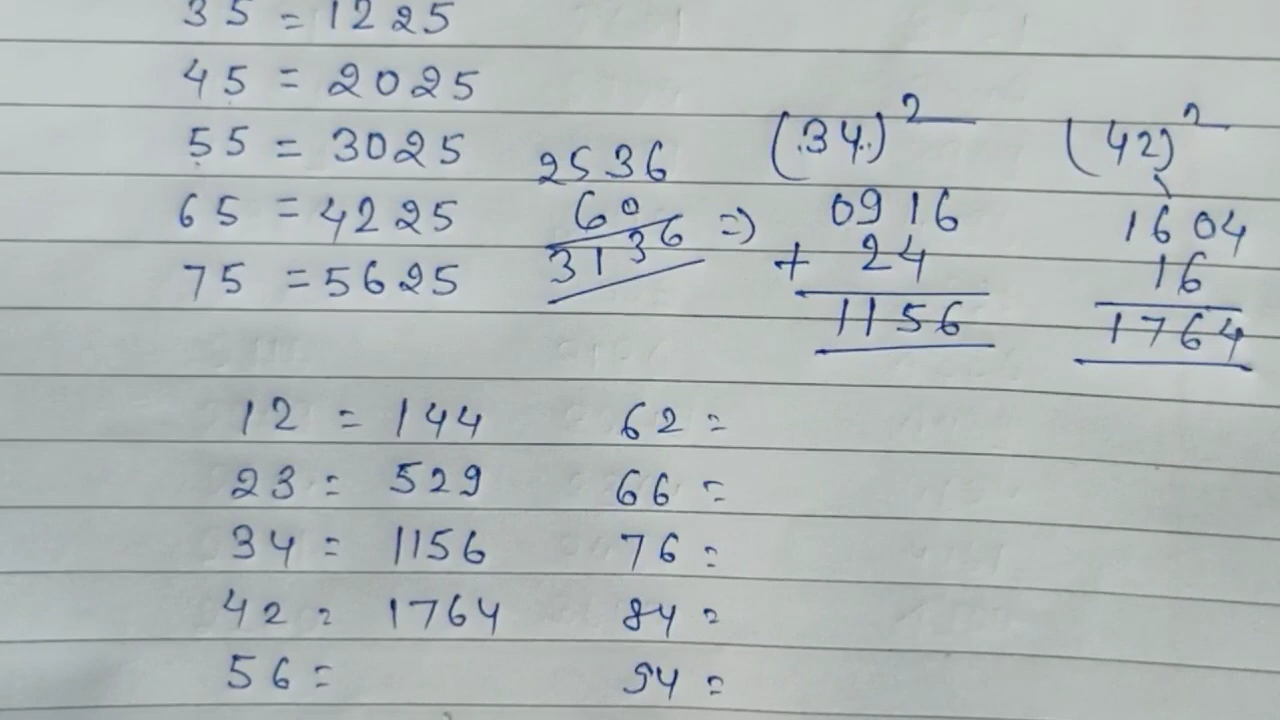 35 = 1225
45 = 2025
55 = 3025
65 = 4225
75 = 5625
2536
60
3136 =>
(34)²
0916
+ 24
1156
(42)²
1604
16
1764
12 = 144
23 = 529
34 = 1156
42 = 1764
56 =
62 =
66 =
76 =
84 =
94 =